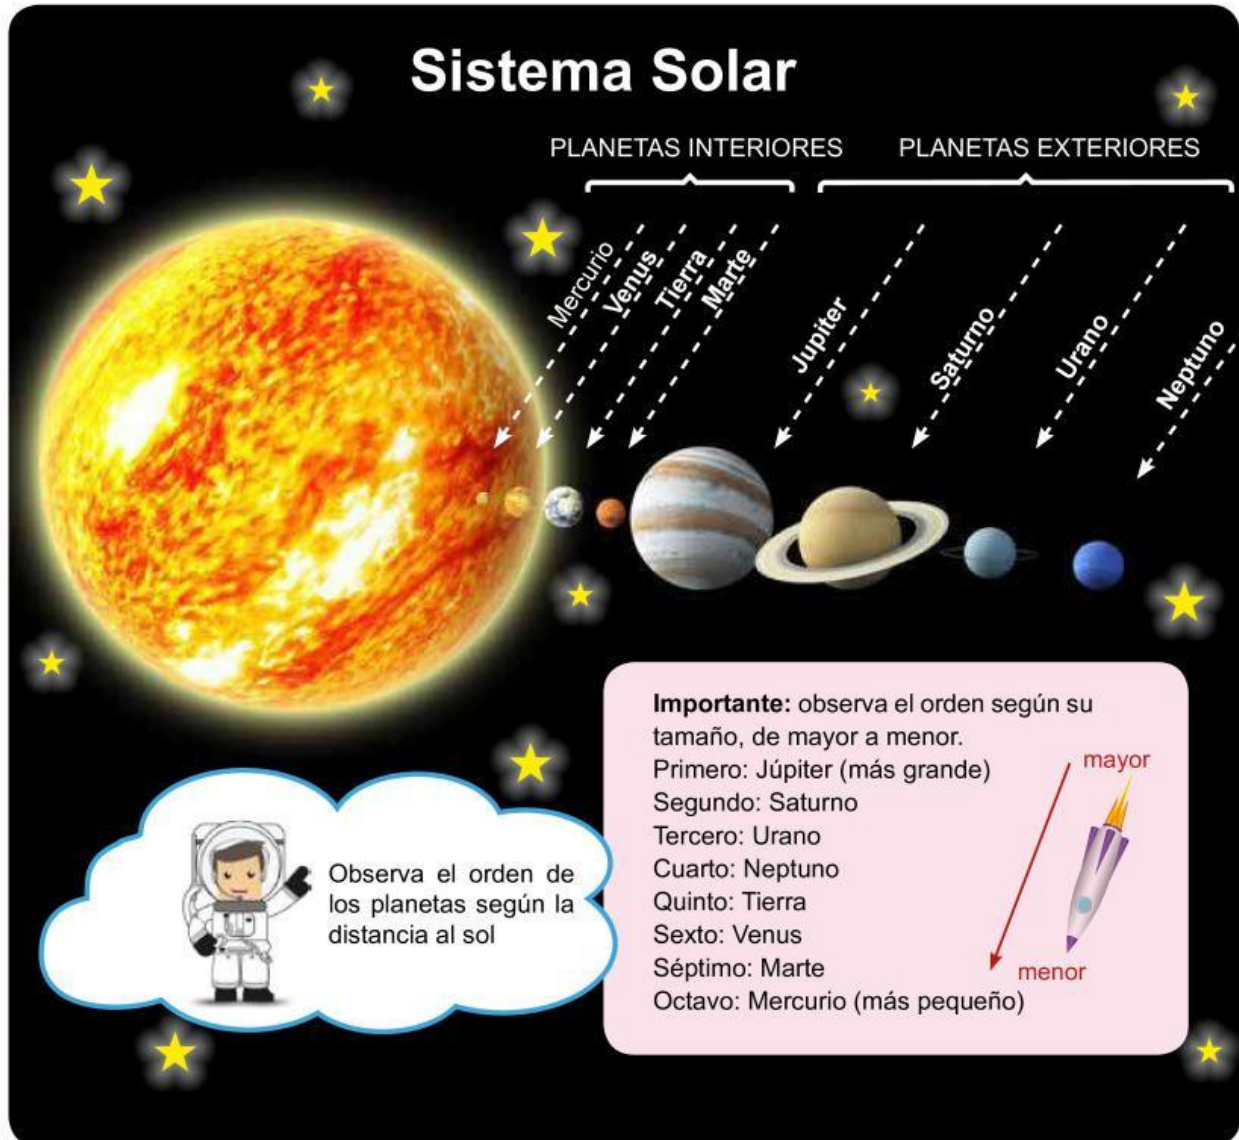 Sistema Solar
PLANETAS INTERIORES
PLANETAS EXTERIORES
Mercurio
Venus
Tierra
Marte
Jupiter
Saturno
Urano
Neptuno
Importante: observa el orden según su
tamaño, de mayor a menor.
Primero: Júpiter (más grande)
Segundo: Saturno
Tercero: Urano
Cuarto: Neptuno
Quinto: Tierra
Sexto: Venus
Séptimo: Marte
Octavo: Mercurio (más pequeño)
mayor
menor
Observa el orden de
los planetas según la
distancia al sol